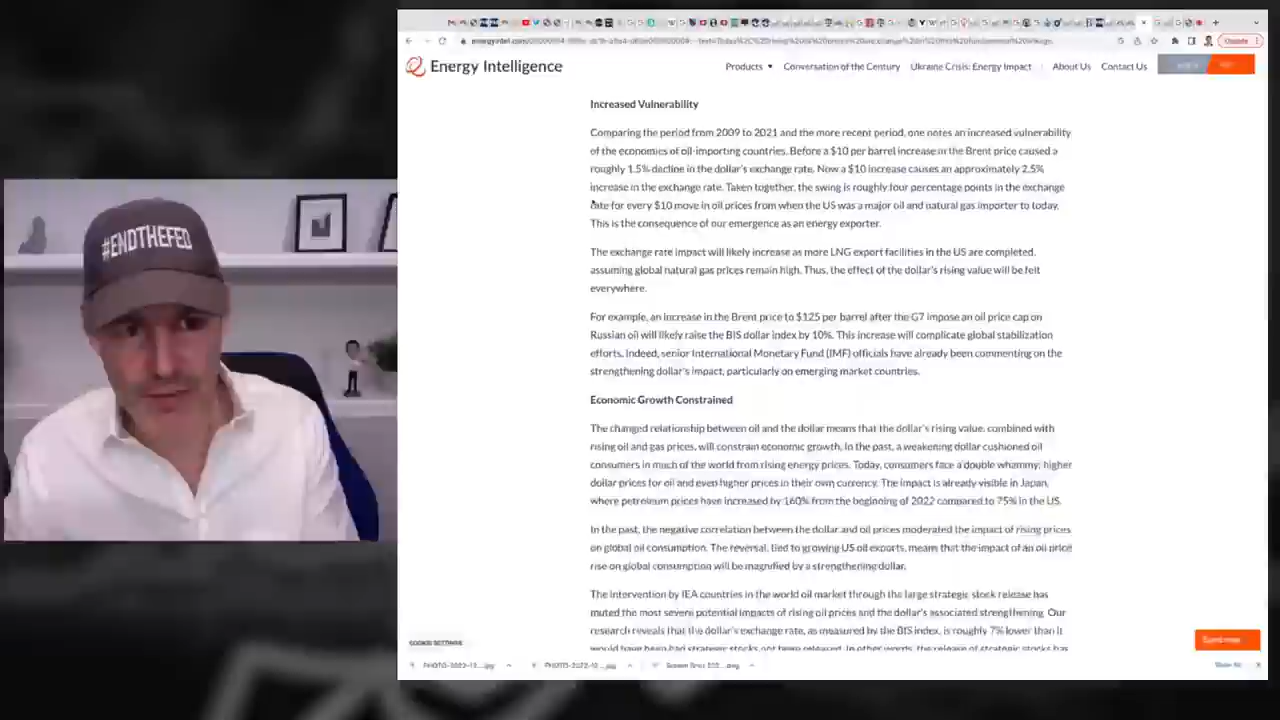 #ENDTHEFED
Energy Intelligence
Products
Conversation of the Century
Ukraine Crisis: Energy Impact
About Us
Contact Us
Increased Vulnerability
Comparing the period from 2009 to 2021 and the more recent period, one notes an increased vulnerability
of the economies of oil-importing countries. Before a $10 per barrel increase in the Brent price caused a
roughly 1.5% decline in the dollar's exchange rate. Now a $10 increase causes an approximately 2.5%
increase in the exchange rate. Taken together, the swing is roughly four percentage points in the exchange
rate for every $10 move in oil prices from when the US was a major oil and natural gas importer to today.
This is the consequence of our emergence as an energy exporter.
The exchange rate impact will likely increase as more LNG export facilities in the US are completed,
assuming global natural gas prices remain high. Thus, the effect of the dollar's rising value will be felt
everywhere.
For example, an increase in the Brent price to $125 per barrel after the G7 impose an oil price cap on
Russian oil will likely raise the BIS dollar index by 10%. This increase will complicate global stabilization
efforts. Indeed, senior International Monetary Fund (IMF) officials have already been commenting on the
strengthening dollar's impact, particularly on emerging market countries.
Economic Growth Constrained
The changed relationship between oil and the dollar means that the dollar's rising value, combined with
rising oil and gas prices, will constrain economic growth. In the past, a weakening dollar cushioned oil
consumers in much of the world from rising energy prices. Today, consumers face a double whammy: higher
dollar prices for oil and even higher prices in their own currency. The impact is already visible in Japan,
where petroleum prices have increased by 160% from the beginning of 2022 compared to 75% in the US.
In the past, the negative correlation between the dollar and oil prices moderated the impact of rising prices
on global oil consumption. The reversal, tied to growing US oil exports, means that the impact of an oil price
rise on global consumption will be magnified by a strengthening dollar.
The intervention by IEA countries in the world oil market through the large strategic stock release has
muted the most severe potential impacts of rising oil prices and the dollar's associated strengthening. Our
research reveals that the dollar's exchange rate, as measured by the BIS index, is roughly 7% lower than it
would have been had strategic stocks not been released. In other words, the release of strategic stocks has
COOKIE SETTINGS